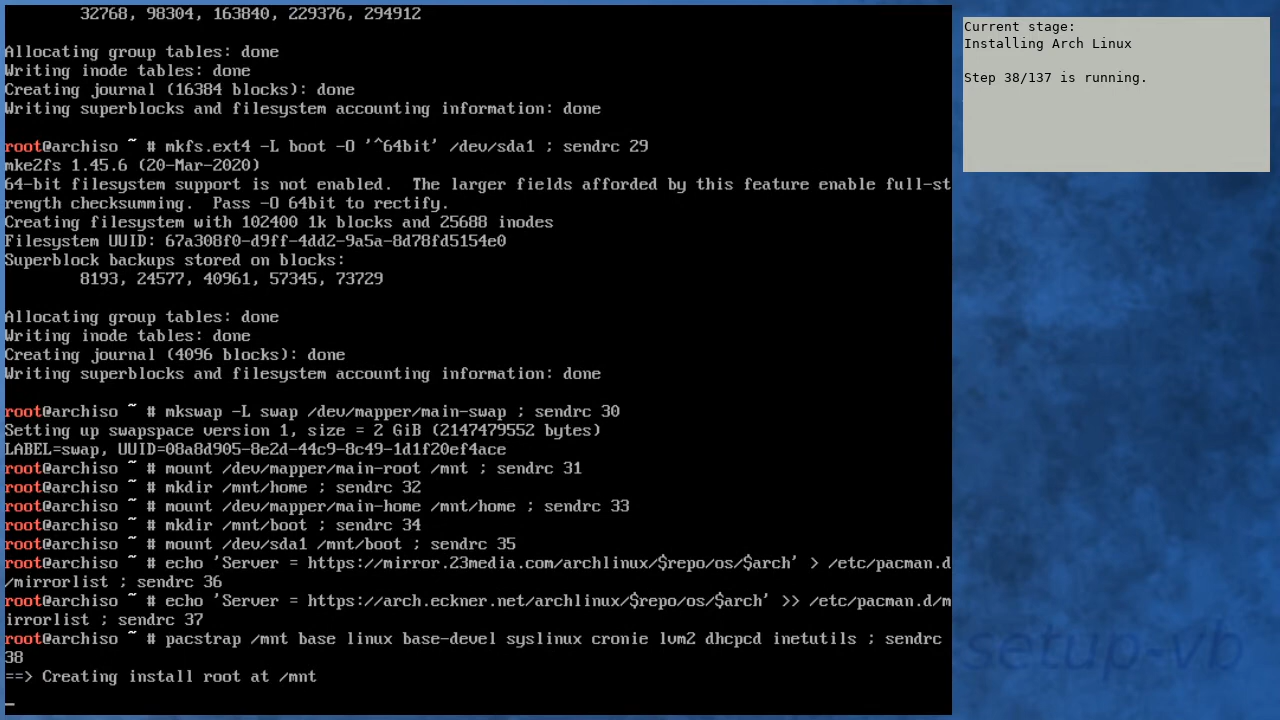 32768, 98304, 163840, 229376, 294912
Allocating group tables: done
Writing inode tables: done
Creating journal (16384 blocks): done
Writing superblocks and filesystem accounting information: done
root@archiso ~ # mkfs.ext4 -L boot -O '^64bit' /dev/sda1 ; sendrc 29
mke2fs 1.45.6 (20-Mar-2020)
64-bit filesystem support is not enabled.  The larger fields afforded by this feature enable full-st
rength checksumming.  Pass -O 64bit to rectify.
Creating filesystem with 102400 1k blocks and 25688 inodes
Filesystem UUID: 67a308f0-d9ff-4dd2-9a5a-8d78fd5154e0
Superblock backups stored on blocks:
8193, 24577, 40961, 57345, 73729
Allocating group tables: done
Writing inode tables: done
Creating journal (4096 blocks): done
Writing superblocks and filesystem accounting information: done
root@archiso ~ # mkswap -L swap /dev/mapper/main-swap ; sendrc 30
Setting up swapspace version 1, size = 2 GiB (2147479552 bytes)
LABEL=swap, UUID=08a8d905-8e2d-44c9-8c49-1d1f20ef4ace
root@archiso ~ # mount /dev/mapper/main-root /mnt ; sendrc 31
root@archiso ~ # mkdir /mnt/home ; sendrc 32
root@archiso ~ # mount /dev/mapper/main-home /mnt/home ; sendrc 33
root@archiso ~ # mkdir /mnt/boot ; sendrc 34
root@archiso ~ # mount /dev/sda1 /mnt/boot ; sendrc 35
root@archiso ~ # echo 'Server = https://mirror.23media.com/archlinux/$repo/os/$arch' > /etc/pacman.d
/mirrorlist ; sendrc 36
root@archiso ~ # echo 'Server = https://arch.eckner.net/archlinux/$repo/os/$arch' >> /etc/pacman.d/m
irrorlist ; sendrc 37
root@archiso ~ # pacstrap /mnt base linux base-devel syslinux cronie lvm2 dhcpcd inetutils ; sendrc
38
==> Creating install root at /mnt
Current stage:
Installing Arch Linux
Step 38/137 is running.
setup-vb